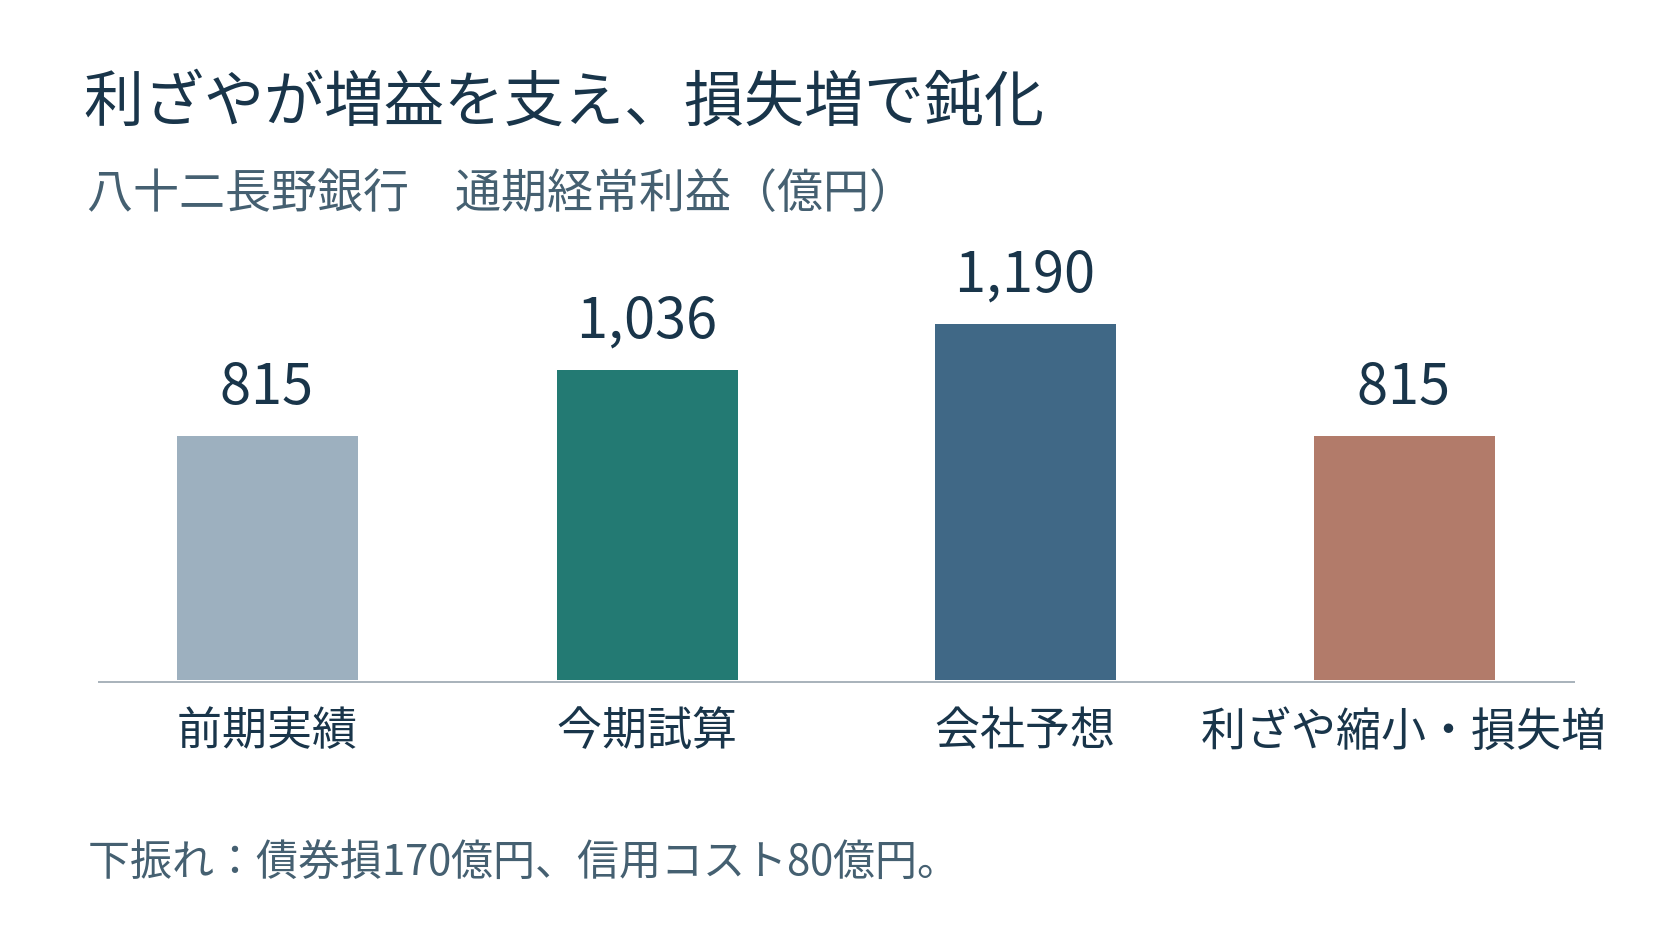 利ざやが増益を支え、損失増で鈍化
八十二長野銀行　通期経常利益（億円）
815
1,036
1,190
815
前期実績
今期試算
会社予想
利ざや縮小・損失増
下振れ：債券損170億円、信用コスト80億円。